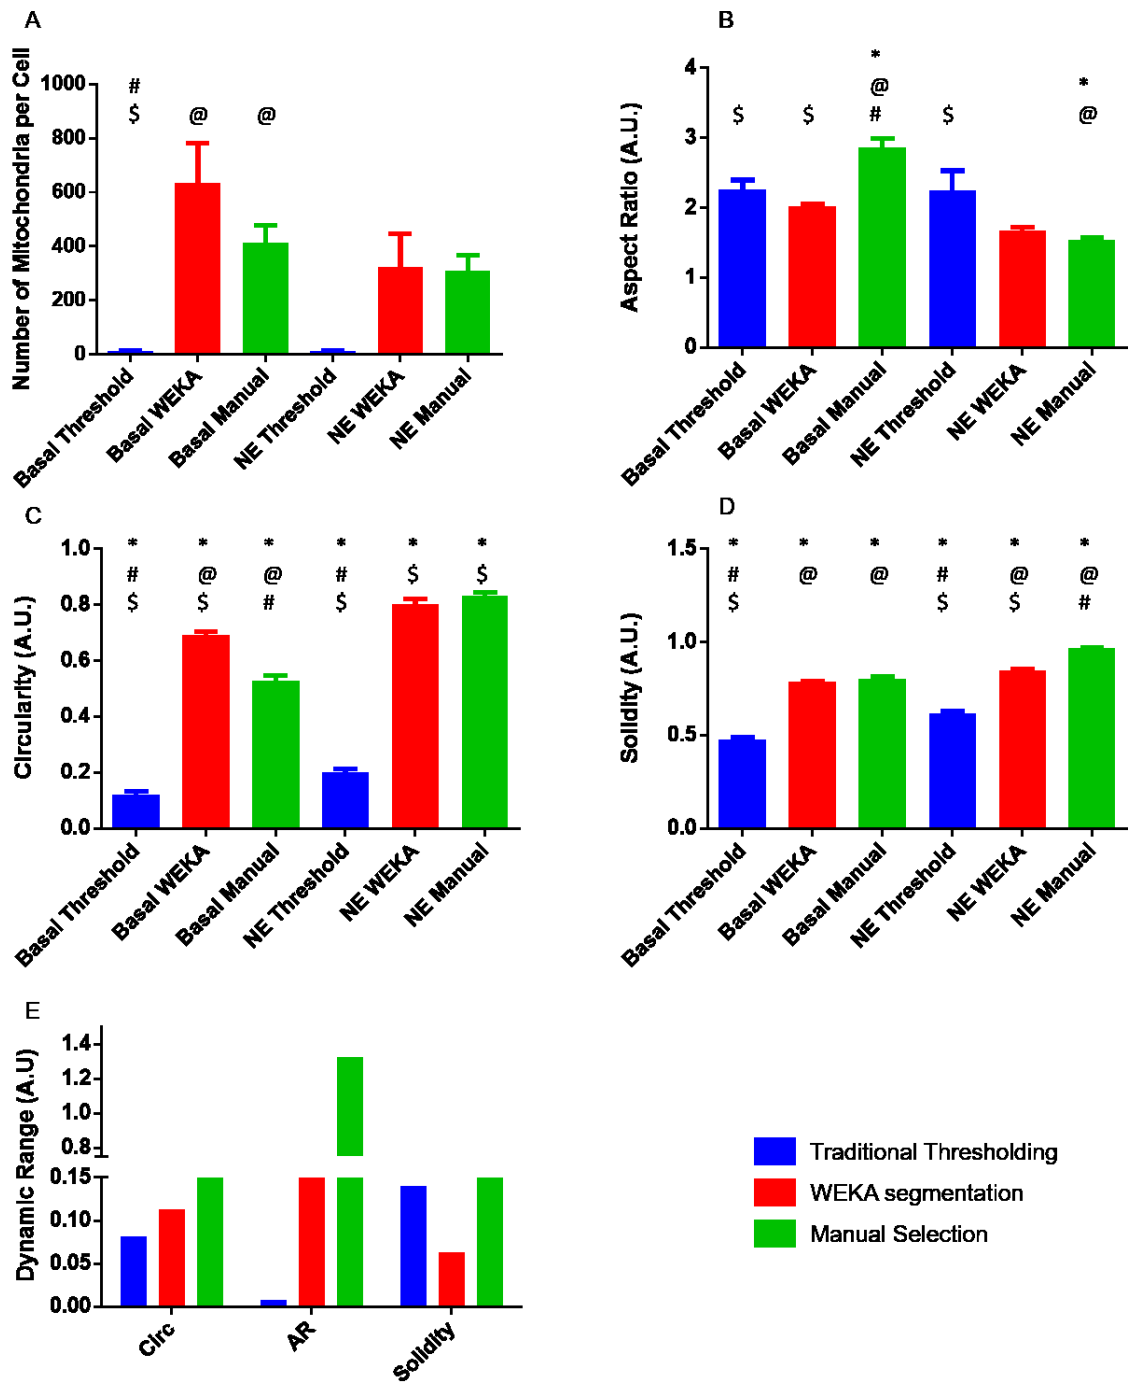 A
Number of Mitochondria per Cell
1000
800
600
400
200
0
#
$
@
@
Basal Threshold
Basal WEKA
Basal Manual
NE Threshold
NE WEKA
NE Manual
B
Aspect Ratio (A.U.)
4
3
2
1
0
$
$
*
@
#
$
*
@
Basal Threshold
Basal WEKA
Basal Manual
NE Threshold
NE WEKA
NE Manual
C
Circularity (A.U.)
1.0
0.8
0.6
0.4
0.2
0.0
* * * * * *
# @ @ # $ $
$ $ # $
Basal Threshold
Basal WEKA
Basal Manual
NE Threshold
NE WEKA
NE Manual
D
Solidity (A.U.)
1.5
1.0
0.5
0.0
* * * * * *
# @ @ # @ @
$ $ $ #
Basal Threshold
Basal WEKA
Basal Manual
NE Threshold
NE WEKA
NE Manual
E
Dynamic Range (A.U)
1.4
1.2
1.0
0.8
0.15
0.10
0.05
0.00
Circ
AR
Solidity
Traditional Thresholding
WEKA segmentation
Manual Selection